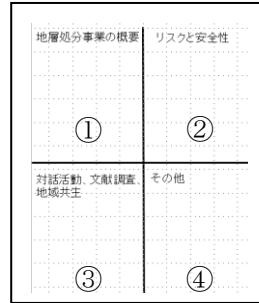 地層処分事業の概要
リスクと安全性
①
②
対話活動、文献調査、
地域共生
その他
③
④